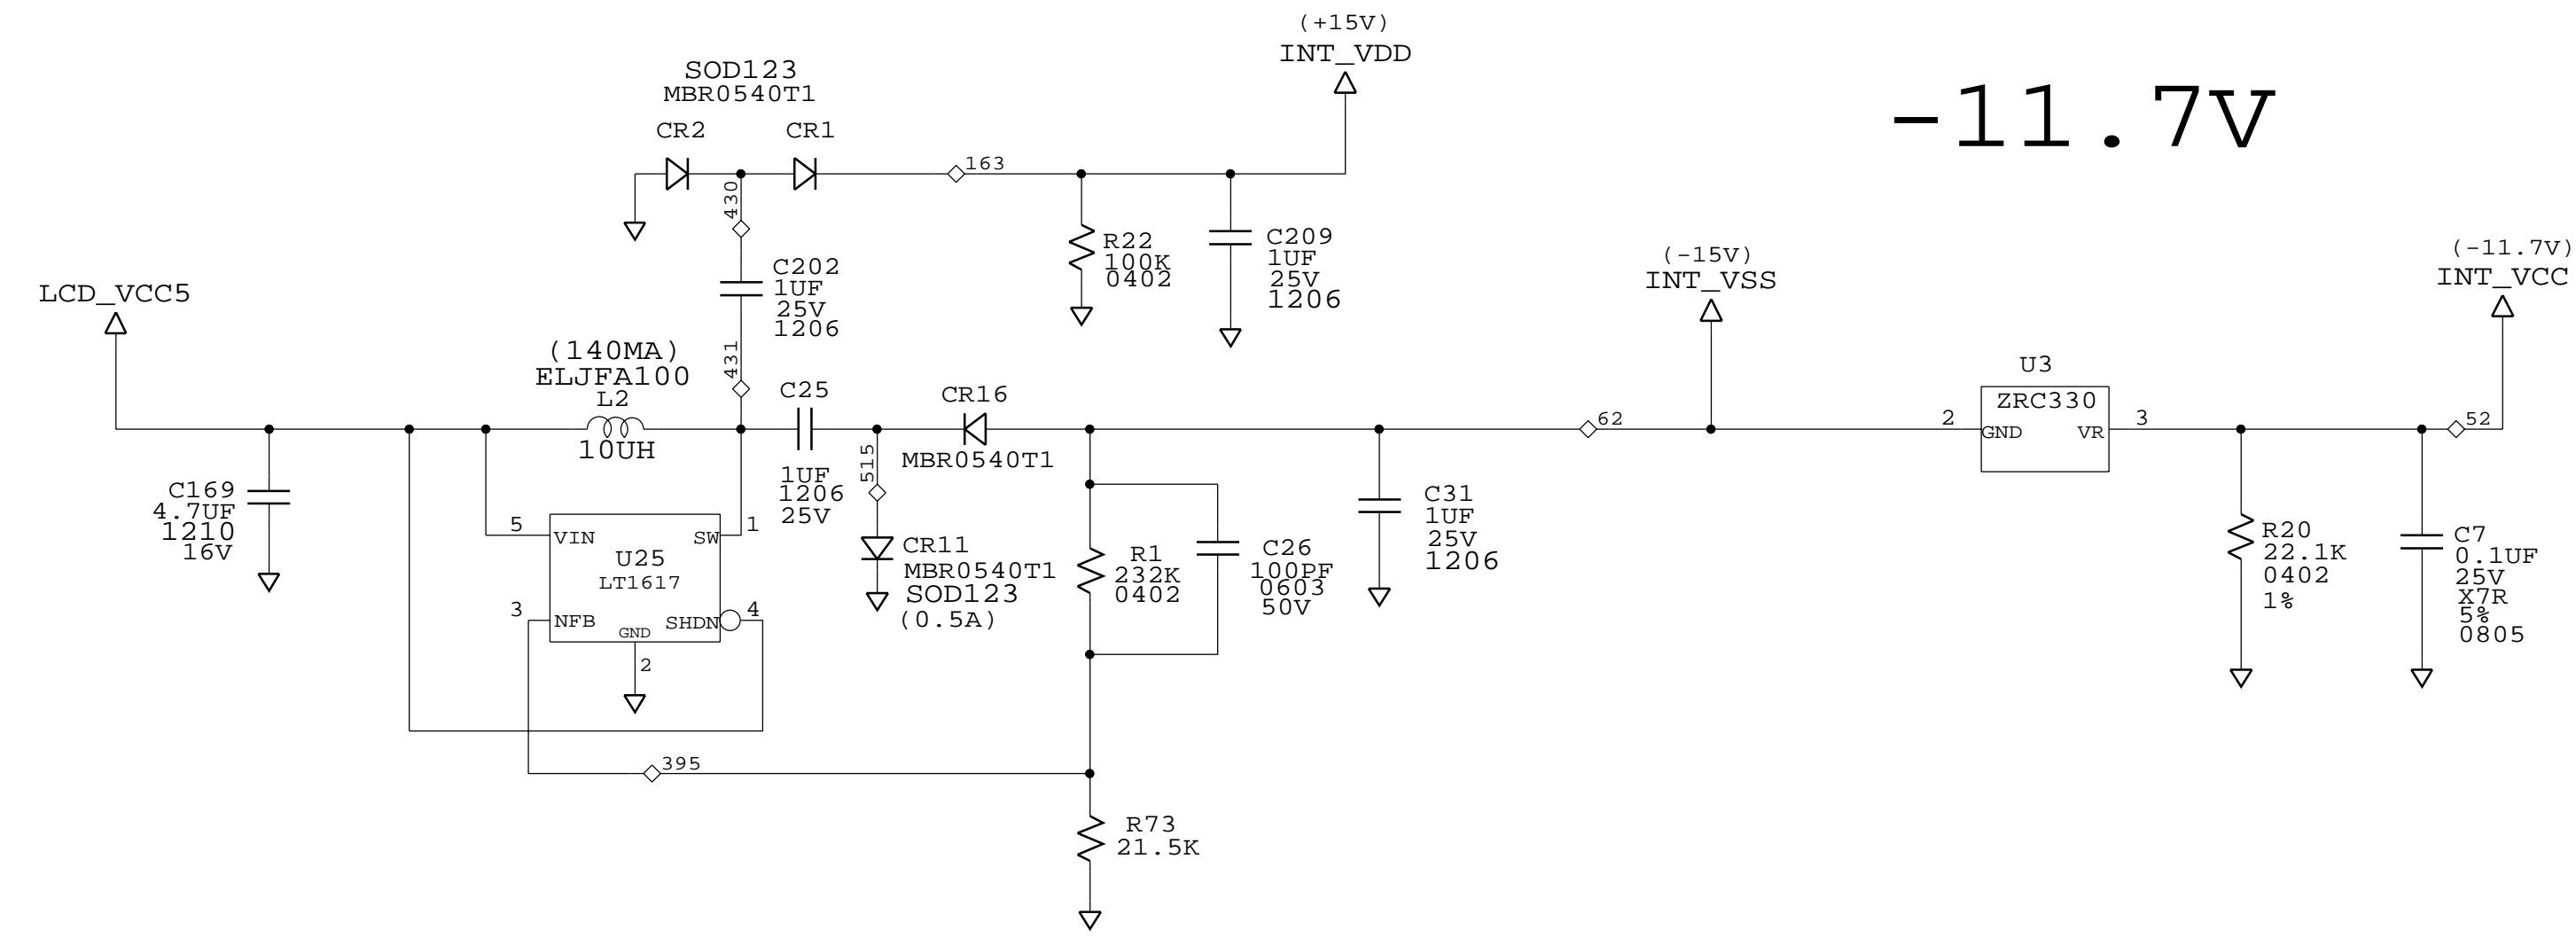 (+15V)
INT_VDD
-11.7V
SOD123
MBR0540T1
CR2
CR1
163
430
R22
100K
0402
C209
1UF
25V
1206
(-15V)
INT_VSS
(-11.7V)
INT_VCC
LCD_VCC5
C202
1UF
25V
1206
431
(140MA)
ELJFA100
L2
10UH
C25
1UF
1206
25V
CR16
MBR0540T1
62
U3
ZRC330
2
GND
VR
3
52
515
C169
4.7UF
1210
16V
5
VIN
SW
1
U25
LT1617
3
NFB
GND
SHDN
4
2
CR11
MBR0540T1
SOD123
(0.5A)
R1
232K
0402
C26
100PF
0603
50V
C31
1UF
25V
1206
R20
22.1K
0402
1%
C7
0.1UF
25V
X7R
5%
0805
395
R73
21.5K